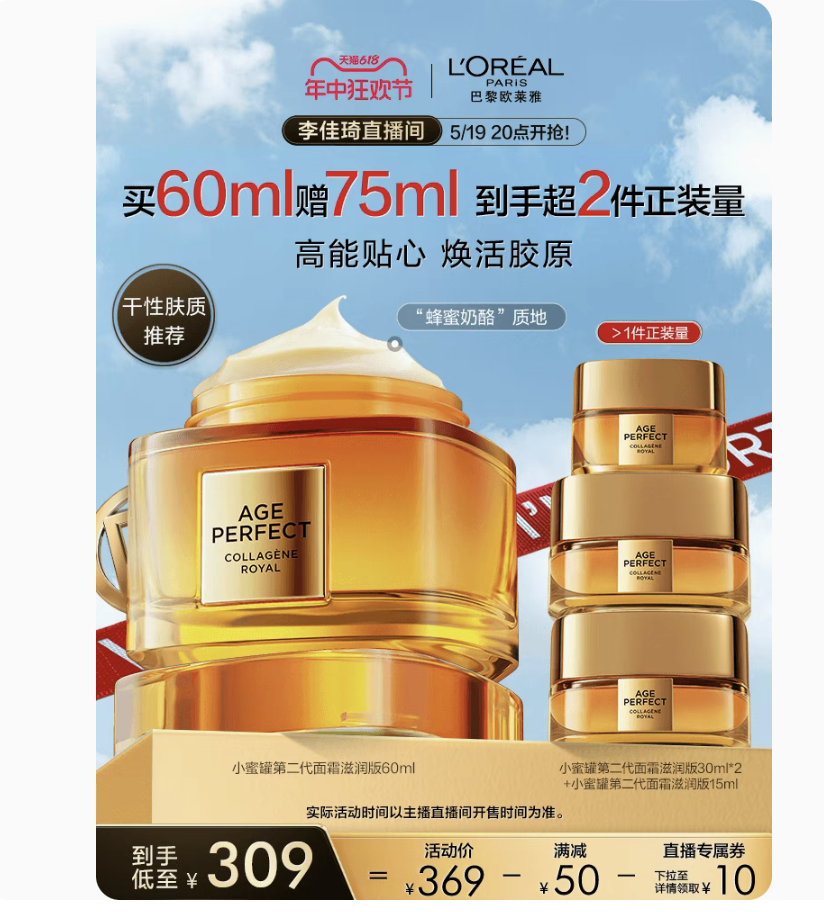 天猫618
年中狂欢节
L'ORÉAL
PARIS
巴黎欧莱雅
李佳琦直播间 5/19 20点开抢!
买60ml赠75ml 到手超2件正装量
高能贴心 焕活胶原
干性肤质
推荐
“蜂蜜奶酪”质地
>1件正装量
AGE
PERFECT
COLLAGÈNE
ROYAL
AGE
PERFECT
COLLAGÈNE
ROYAL
AGE
PERFECT
COLLAGÈNE
ROYAL
AGE
PERFECT
COLLAGÈNE
ROYAL
小蜜罐第二代面霜滋润版60ml
小蜜罐第二代面霜滋润版30ml*2
+小蜜罐第二代面霜滋润版15ml
实际活动时间以主播直播间开售时间为准。
到手
低至 ¥309
=
活动价
¥369
-
满减
¥50
-
直播专属券
下拉至
详情领取 ¥10